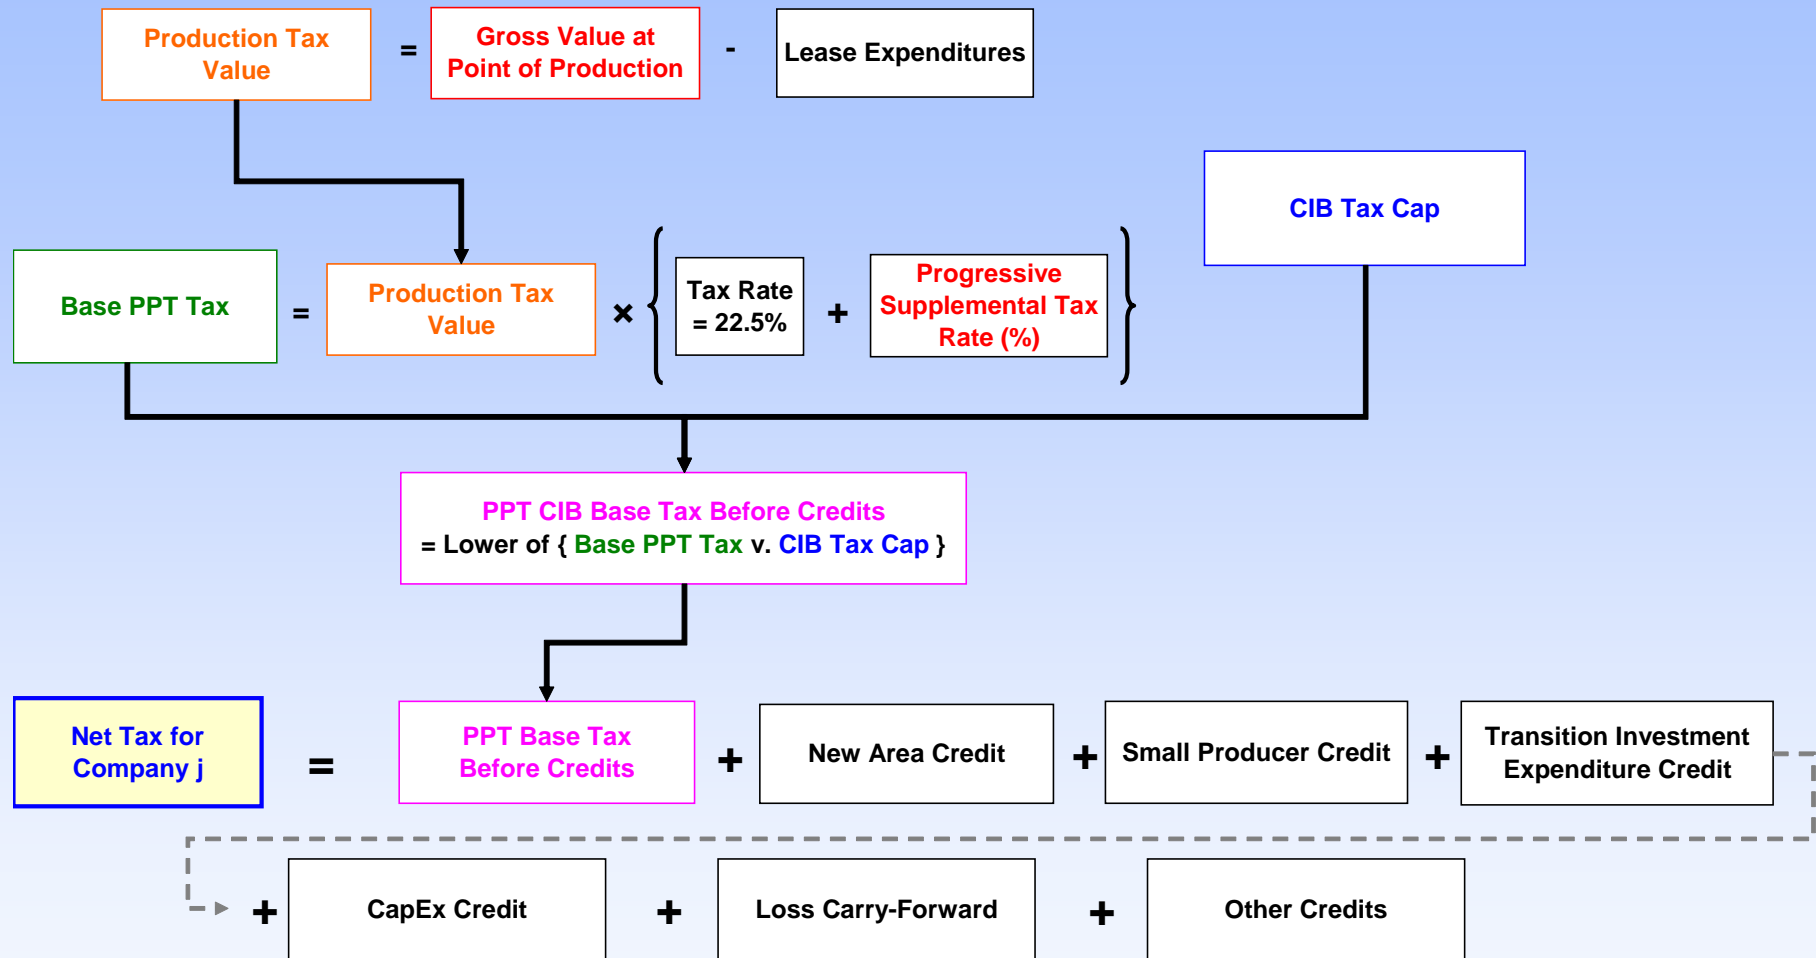 Production Tax
Value
=
Gross Value at
Point of Production
-
Lease Expenditures
CIB Tax Cap
Base PPT Tax
=
Production Tax
Value
×
{
Tax Rate
= 22.5%
+
Progressive
Supplemental Tax
Rate (%)
}
PPT CIB Base Tax Before Credits
= Lower of { Base PPT Tax v. CIB Tax Cap }
Net Tax for
Company j
=
PPT Base Tax
Before Credits
+
New Area Credit
+
Small Producer Credit
+
Transition Investment
Expenditure Credit
+
CapEx Credit
+
Loss Carry-Forward
+
Other Credits